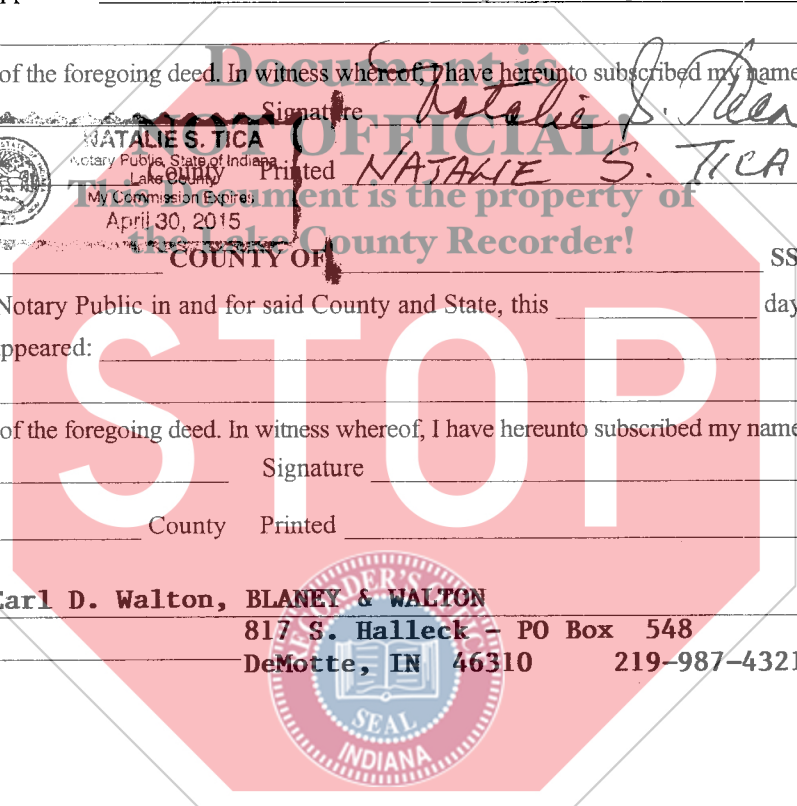 Document is
of the foregoing deed. In witness whereof, I have hereunto subscribed my name
Signature Natalie S. Tica
NOT OFFICIAL!
NATALIE S. TICA
Notary Public, State of Indiana
Lake County
My Commission Expires
April 30, 2015
County Printed NATALIE S. TICA
This Document is the property of
the Lake County Recorder!
COUNTY OF SS
Notary Public in and for said County and State, this day
ppeared:
STOP
of the foregoing deed. In witness whereof, I have hereunto subscribed my name
Signature
County Printed
Earl D. Walton, BLANEY & WALTON
817 S. Halleck - PO Box 548
DeMotte, IN 46310 219-987-4321
RECORDER'S OFFICE
SEAL
INDIANA